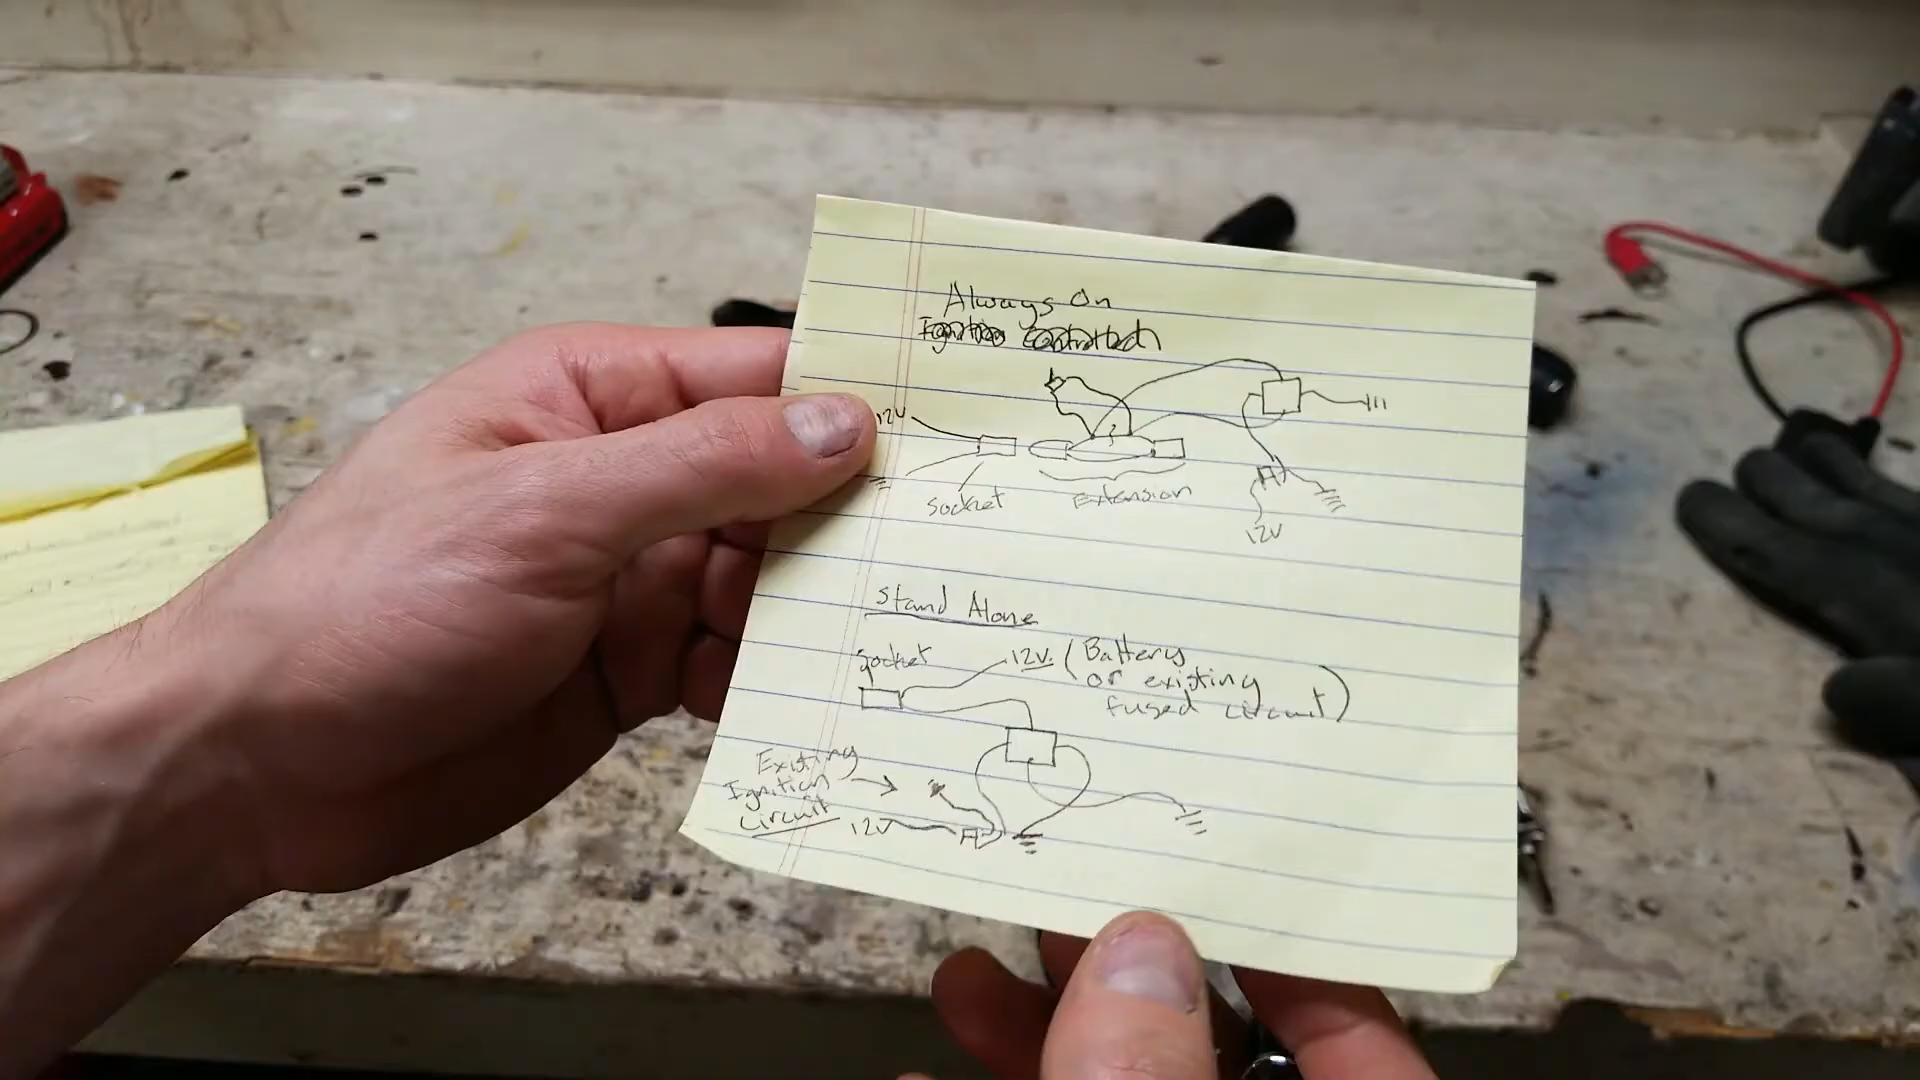 Always On
Ignition Controlled
12V
socket
Extension
12V
Stand Alone
socket
12V. (Battery
or existing
fused circuit)
Existing
Ignition
circuit
12V